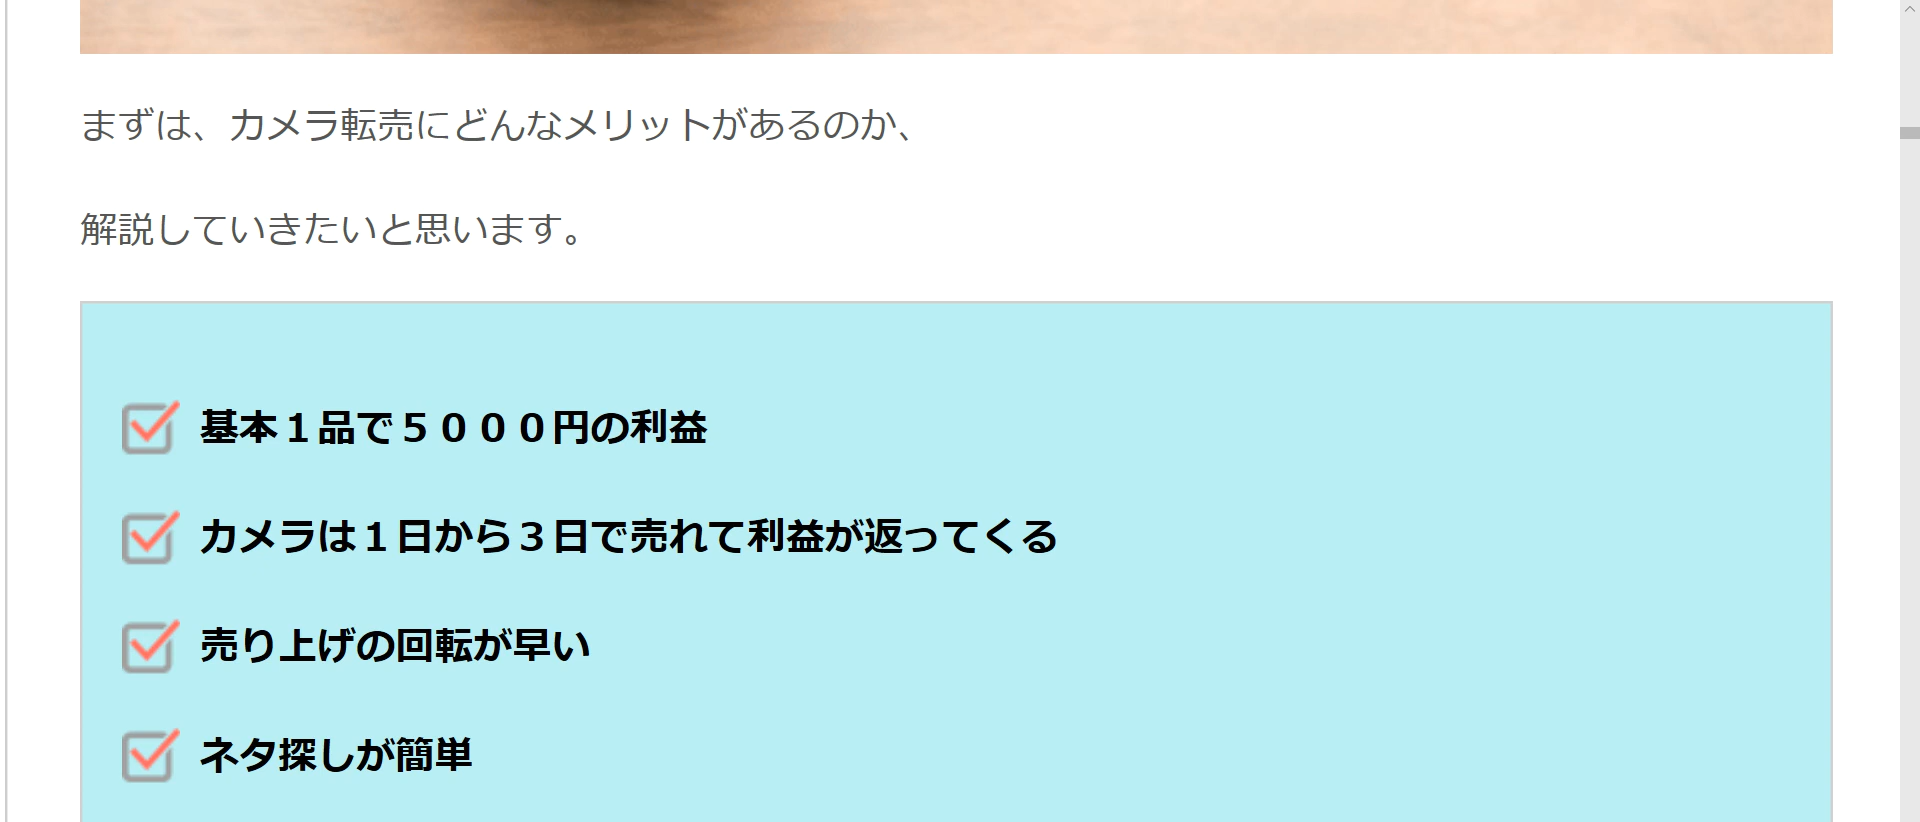 まずは、カメラ転売にどんなメリットがあるのか、
解説していきたいと思います。
基本１品で５０００円の利益
カメラは１日から３日で売れて利益が返ってくる
売り上げの回転が早い
ネタ探しが簡単